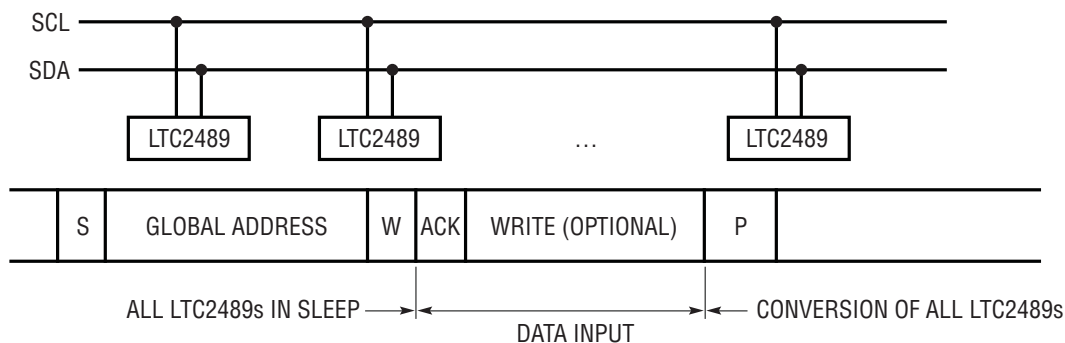 SCL
SDA
LTC2489 LTC2489 … LTC2489
S GLOBAL ADDRESS W ACK WRITE (OPTIONAL) P
ALL LTC2489s IN SLEEP DATA INPUT CONVERSION OF ALL LTC2489s